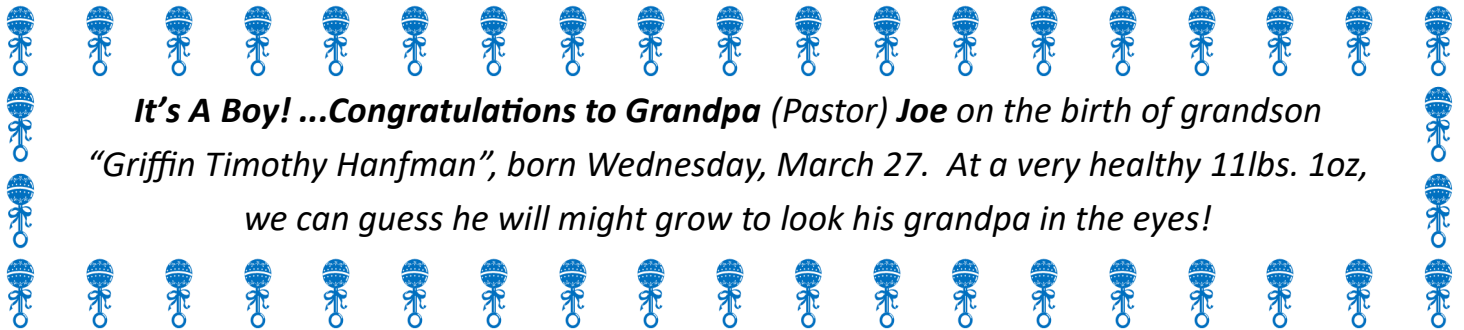 It’s A Boy! ...Congratulations to Grandpa (Pastor) Joe on the birth of grandson
“Griffin Timothy Hanfman”, born Wednesday, March 27.  At a very healthy 11lbs. 1oz,
we can guess he will might grow to look his grandpa in the eyes!